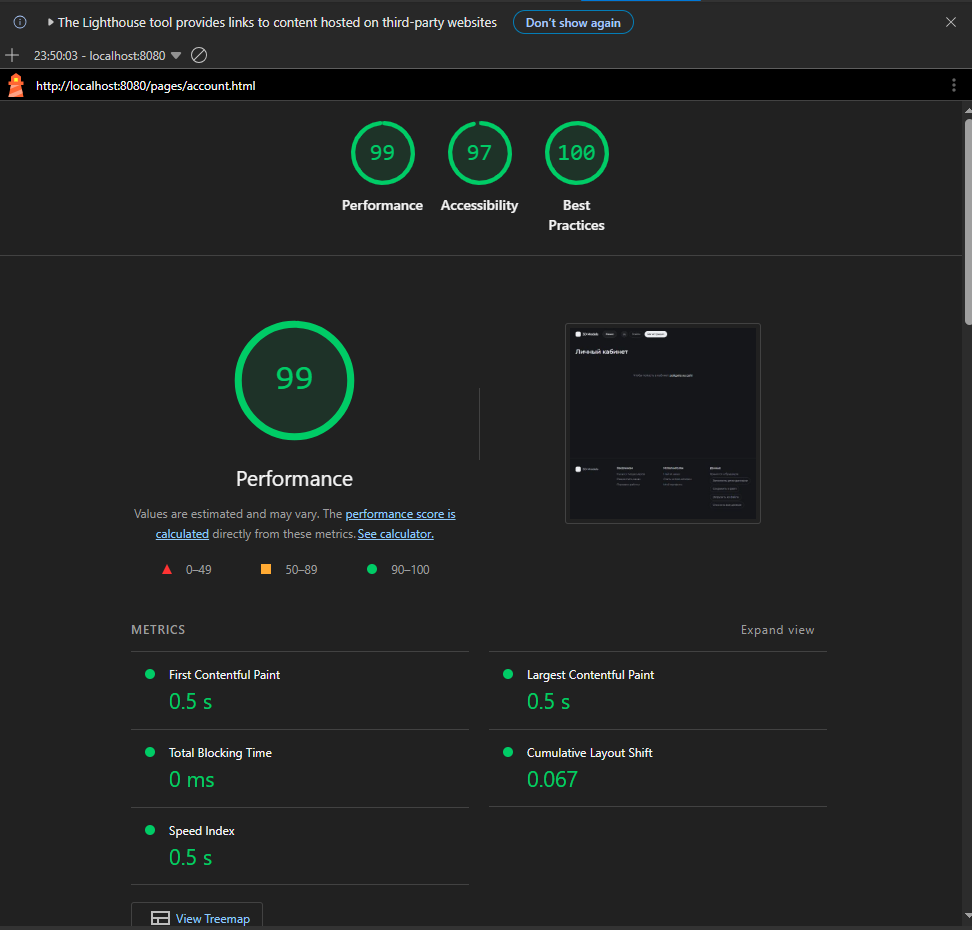 The Lighthouse tool provides links to content hosted on third-party websites
Don't show again
23:50:03 - localhost:8080
http://localhost:8080/pages/account.html
99
97
100
Performance
Accessibility
Best
Practices
99
Личный кабинет
Performance
Values are estimated and may vary. The performance score is
calculated directly from these metrics. See calculator.
0–49
50–89
90–100
METRICS
Expand view
First Contentful Paint
0.5 s
Largest Contentful Paint
0.5 s
Total Blocking Time
0 ms
Cumulative Layout Shift
0.067
Speed Index
0.5 s
View Treemap